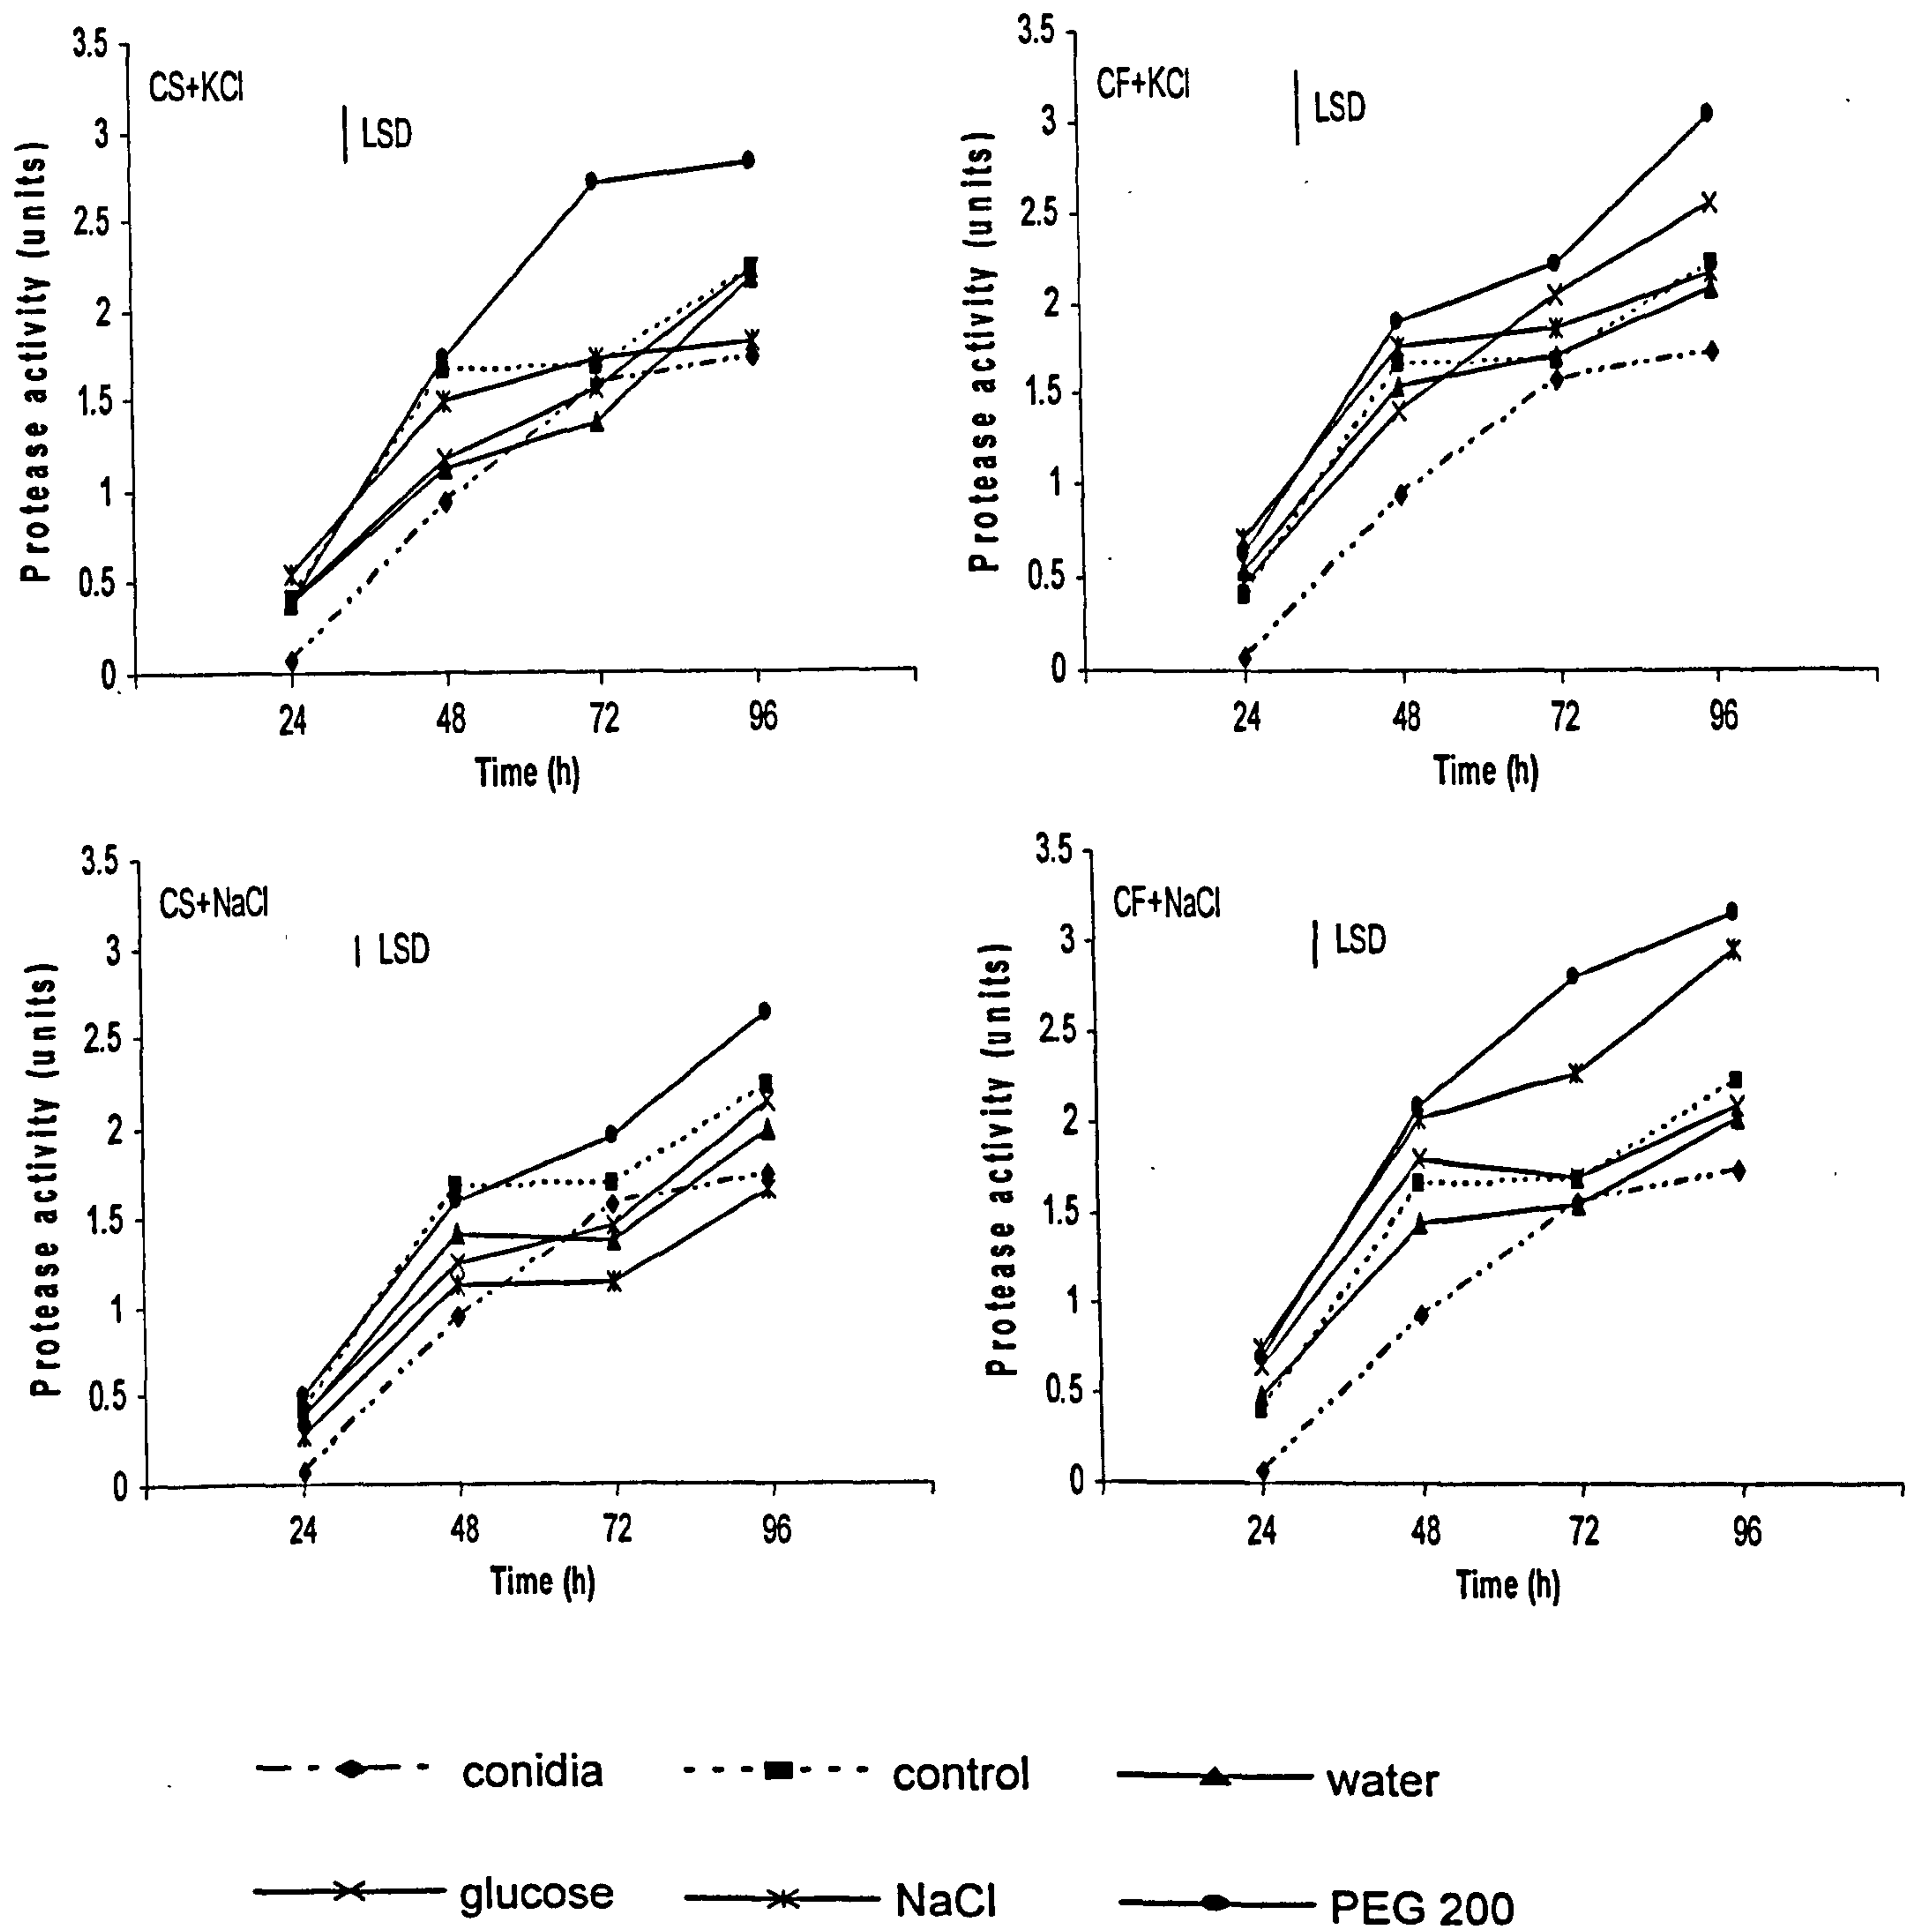 3.5
CS+KCl
LSD
3
2.5
2
1.5
1
0.5
0
Protease activity (units)
24 48 72 96
Time (h)
3.5
CF+KCl
LSD
3
2.5
2
1.5
1
0.5
0
Protease activity (units)
24 48 72 96
Time (h)
3.5
CS+NaCl
LSD
3
2.5
2
1.5
1
0.5
0
Protease activity (units)
24 48 72 96
Time (h)
3.5
CF+NaCl
LSD
3
2.5
2
1.5
1
0.5
0
Protease activity (units)
24 48 72 96
Time (h)
conidia control water
glucose NaCl PEG 200